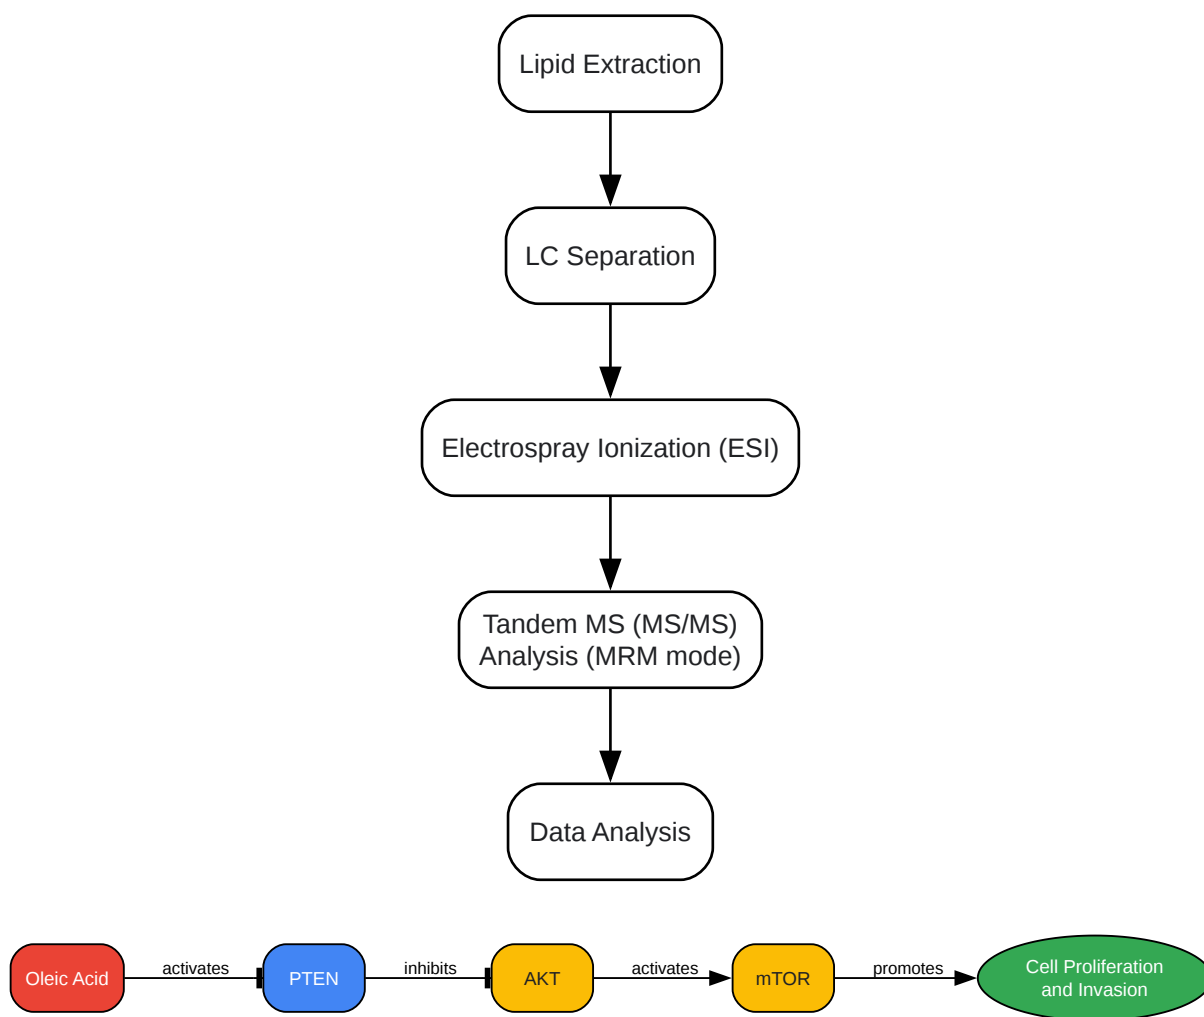 Lipid Extraction
LC Separation
Electrospray Ionization (ESI)
Tandem MS (MS/MS)
Analysis (MRM mode)
Data Analysis
Oleic Acid
activates
PTEN
inhibits
AKT
activates
mTOR
promotes
Cell Proliferation
and Invasion